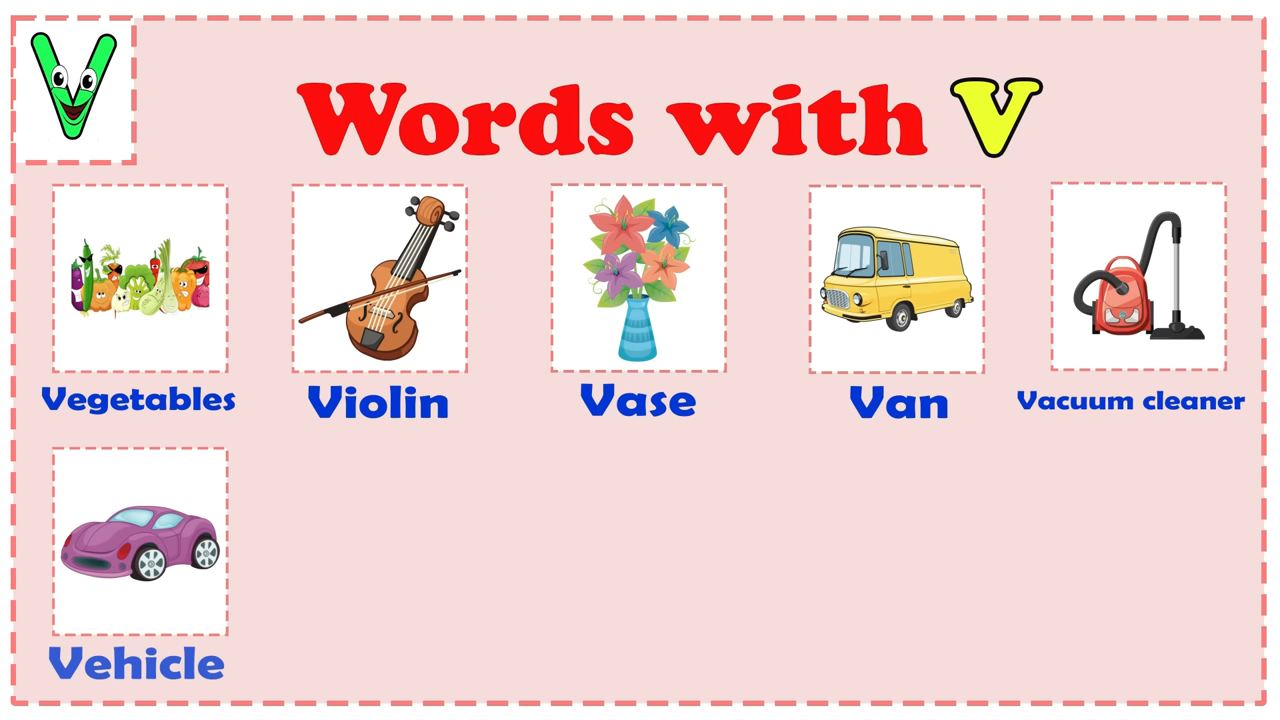 V
Words with V
Vegetables
Violin
Vase
Van
Vacuum cleaner
Vehicle